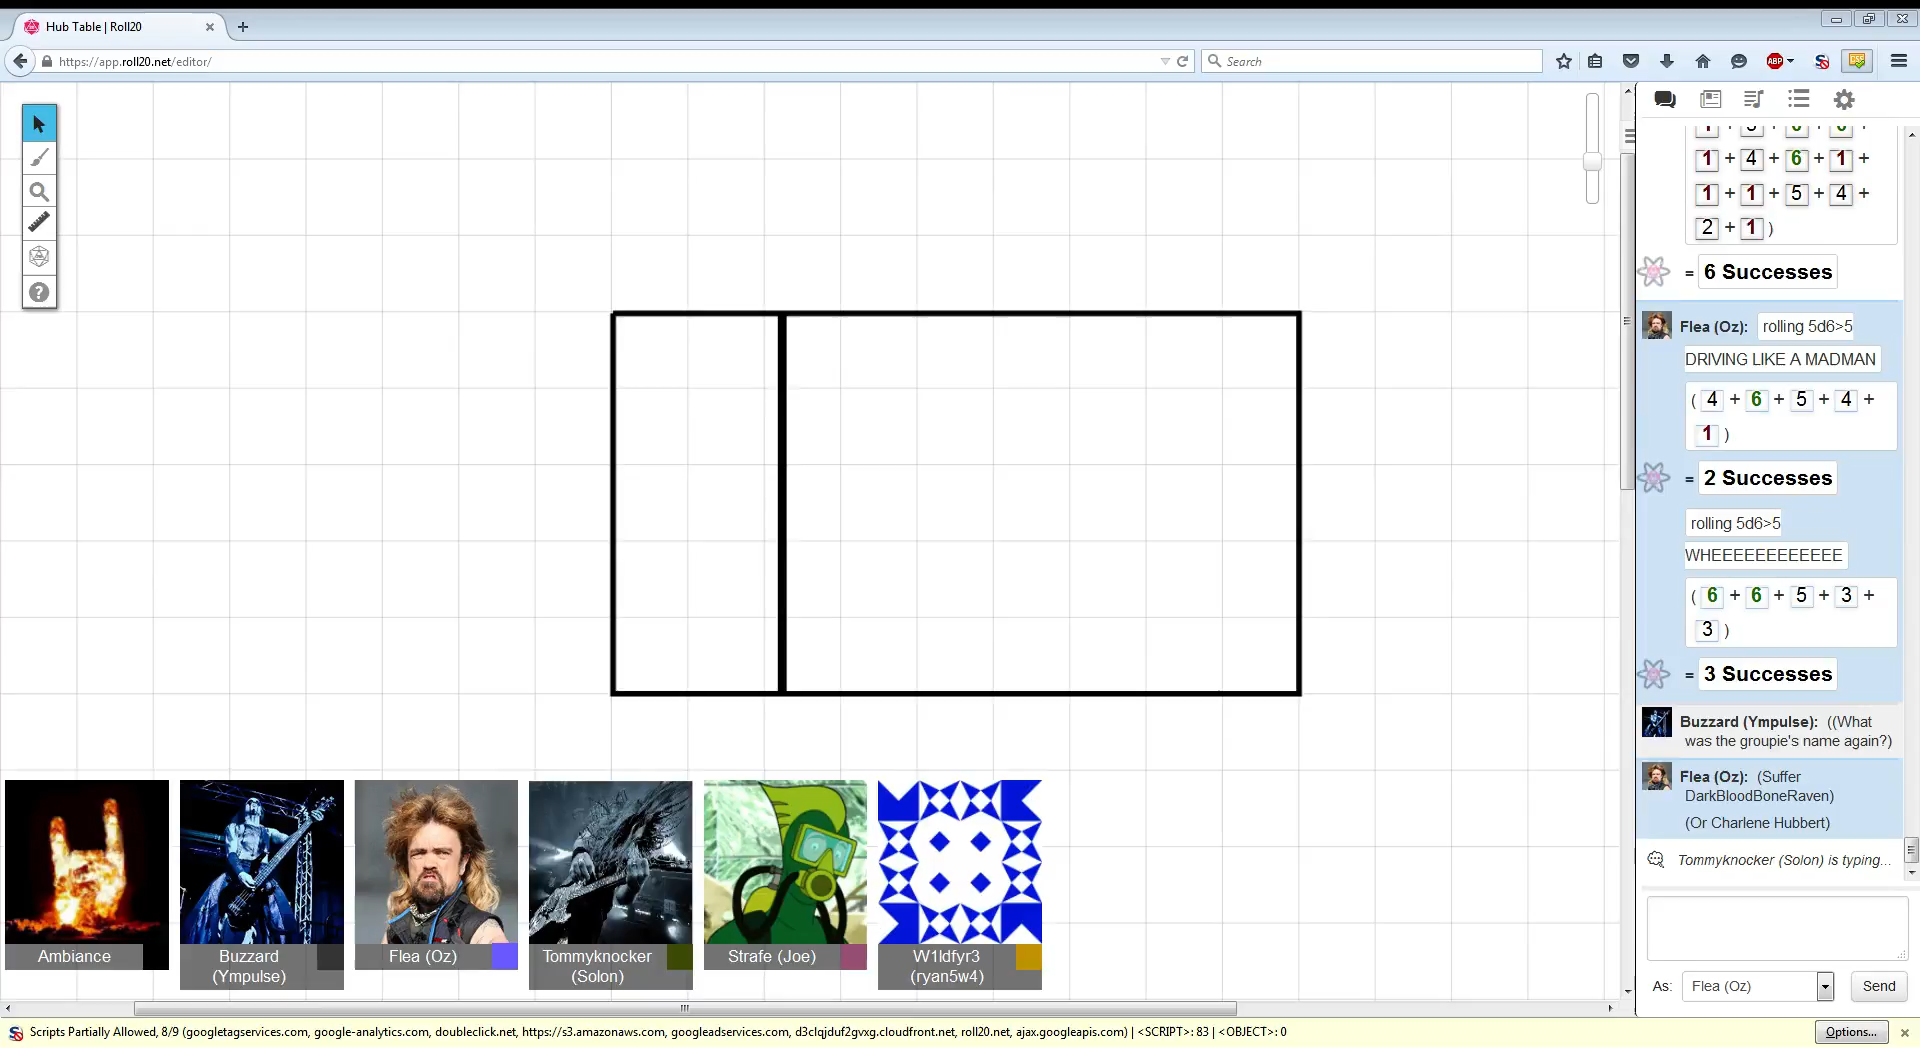 Hub Table | Roll20
https://app.roll20.net/editor/
Search
ABP
1 + 4 + 6 + 1 +
1 + 1 + 5 + 4 +
2 + 1 )
= 6 Successes
Flea (Oz): rolling 5d6>5
DRIVING LIKE A MADMAN
( 4 + 6 + 5 + 4 +
1 )
= 2 Successes
rolling 5d6>5
WHEEEEEEEEEEEE
( 6 + 6 + 5 + 3 +
3 )
= 3 Successes
Buzzard (Ympulse): ((What
was the groupie's name again?)
Flea (Oz): (Suffer
DarkBloodBoneRaven)
(Or Charlene Hubbert)
Tommyknocker (Solon) is typing...
As: Flea (Oz) Send
Ambiance
Buzzard
(Ympulse)
Flea (Oz)
Tommyknocker
(Solon)
Strafe (Joe)
W1ldfyr3
(ryan5w4)
Scripts Partially Allowed, 8/9 (googletagservices.com, google-analytics.com, doubleclick.net, https://s3.amazonaws.com, googleadservices.com, d3clqjduf2gvxg.cloudfront.net, roll20.net, ajax.googleapis.com) | <SCRIPT>: 83 | <OBJECT>: 0
Options...